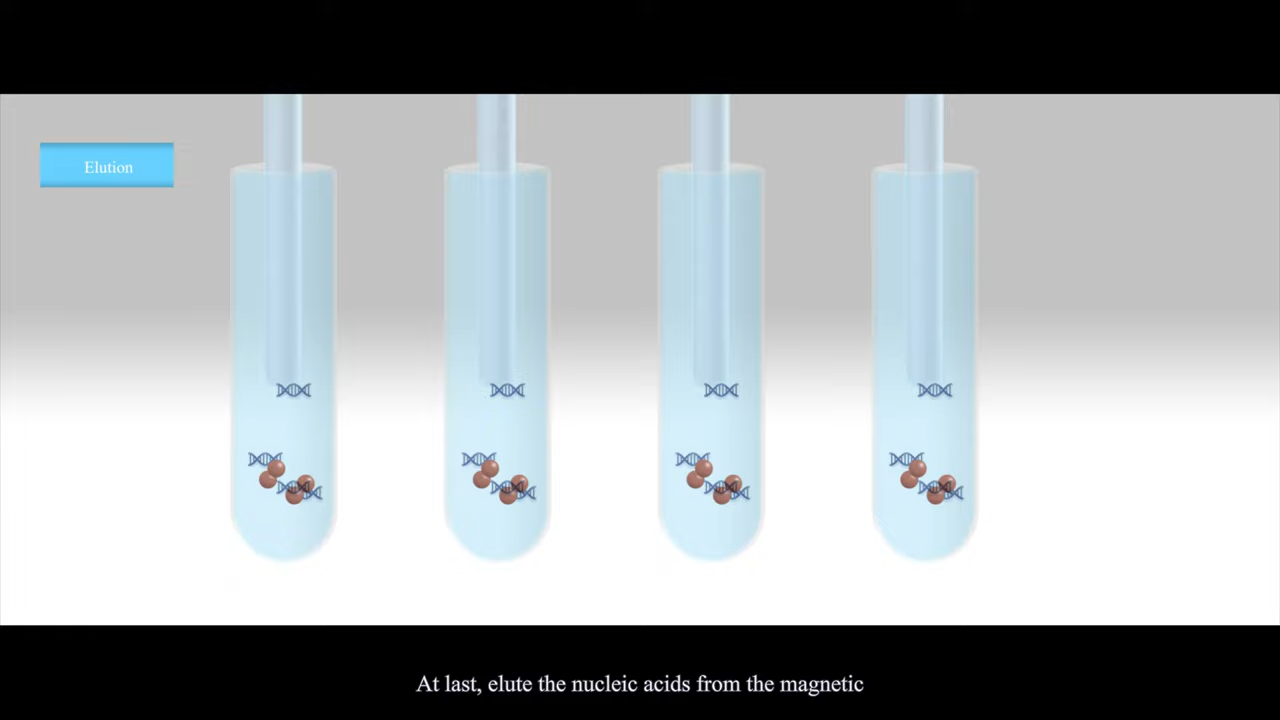 Elution
At last, elute the nucleic acids from the magnetic